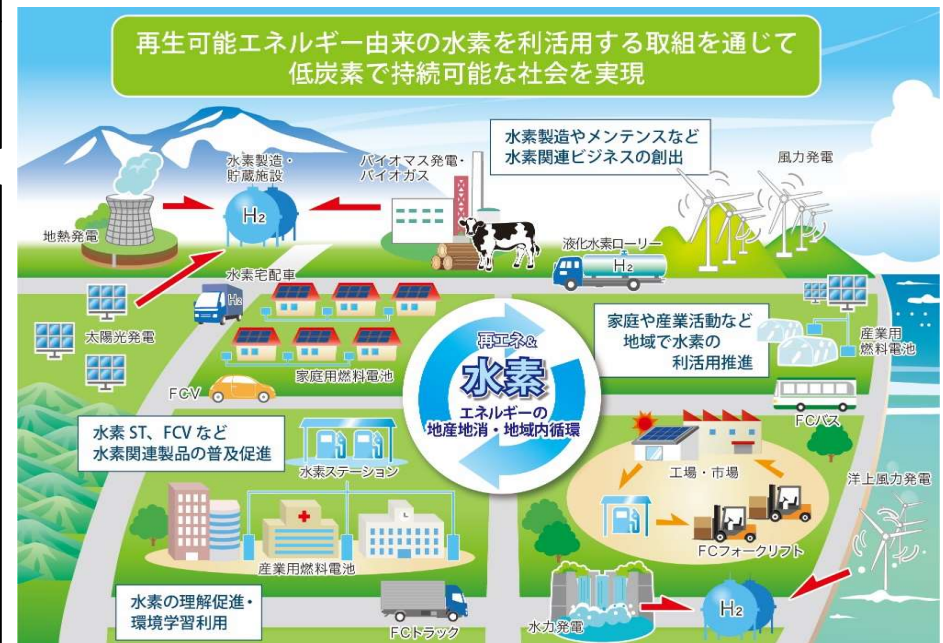 再生可能エネルギー由来の水素を利活用する取組を通じて
低炭素で持続可能な社会を実現
水素製造やメンテンスなど
水素関連ビジネスの創出
風力発電
水素製造・
貯蔵施設
バイオマス発電・
バイオガス
H2
地熱発電
液化水素ローリー
H2
水素宅配車
H2
太陽光発電
家庭用燃料電池
再エネ&
水素
エネルギーの
地産地消・地域内循環
家庭や産業活動など
地域で水素の
利活用推進
産業用
燃料電池
FCV
FCバス
水素ST、FCVなど
水素関連製品の普及促進
水素ステーション
工場・市場
洋上風力発電
FCフォークリフト
産業用燃料電池
水素の理解促進・
環境学習利用
FCトラック
水力発電
H2